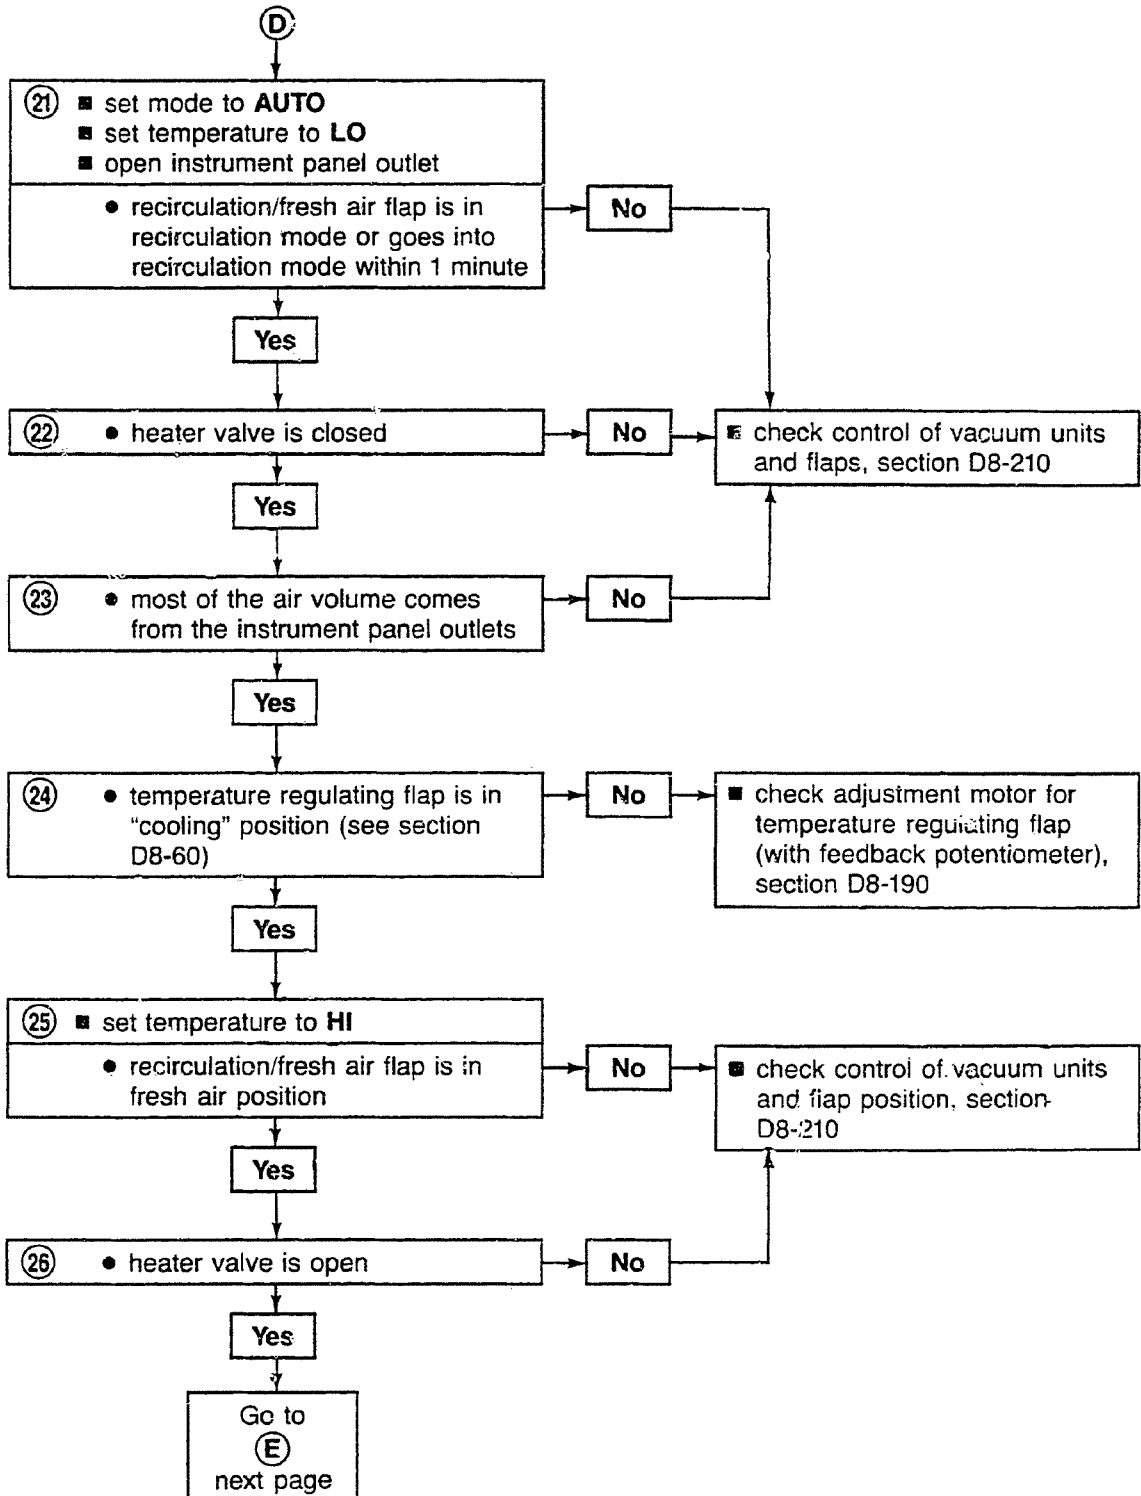 D
21 ■ set mode to AUTO
■ set temperature to LO
■ open instrument panel outlet
• recirculation/fresh air flap is in
recirculation mode or goes into
recirculation mode within 1 minute
No
Yes
22 • heater valve is closed
No
■ check control of vacuum units
and flaps, section D8-210
Yes
23 • most of the air volume comes
from the instrument panel outlets
No
Yes
24 • temperature regulating flap is in
“cooling” position (see section
D8-60)
No
■ check adjustment motor for
temperature regulating flap
(with feedback potentiometer),
section D8-190
Yes
25 ■ set temperature to HI
• recirculation/fresh air flap is in
fresh air position
No
■ check control of vacuum units
and flap position, section
D8-210
Yes
26 • heater valve is open
No
Yes
Go to
E
next page